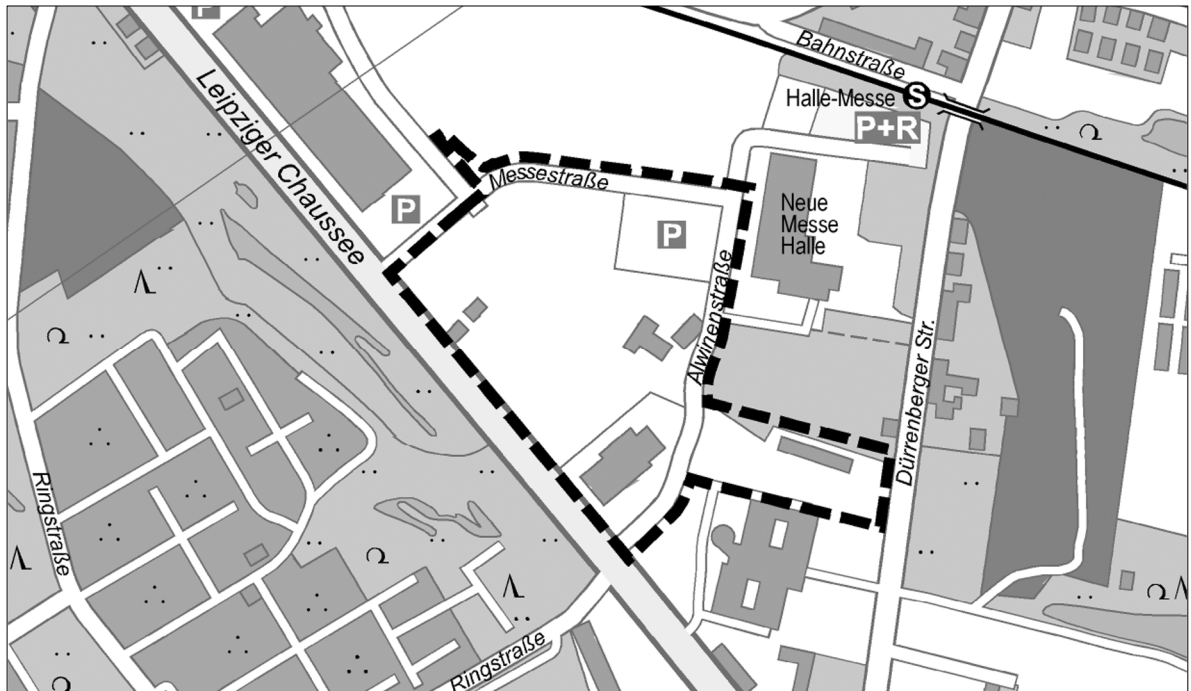 P
Bahnstraße
Leipziger Chaussee
Halle-Messe
S
P+R
Messestraße
P
P
Neue
Messe
Halle
Alwinenstraße
Dürrenberger Str.
Ringstraße
Ringstraße